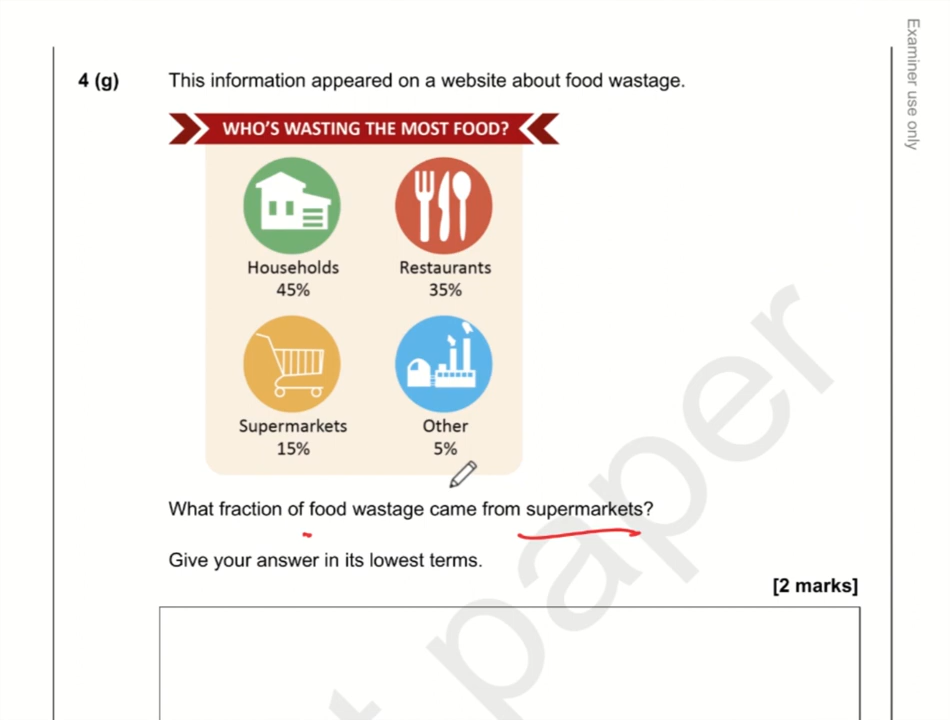 Examiner use only
4 (g) This information appeared on a website about food wastage.
WHO'S WASTING THE MOST FOOD?
Households
45%
Restaurants
35%
Supermarkets
15%
Other
5%
What fraction of food wastage came from supermarkets?
Give your answer in its lowest terms.
[2 marks]
t paper